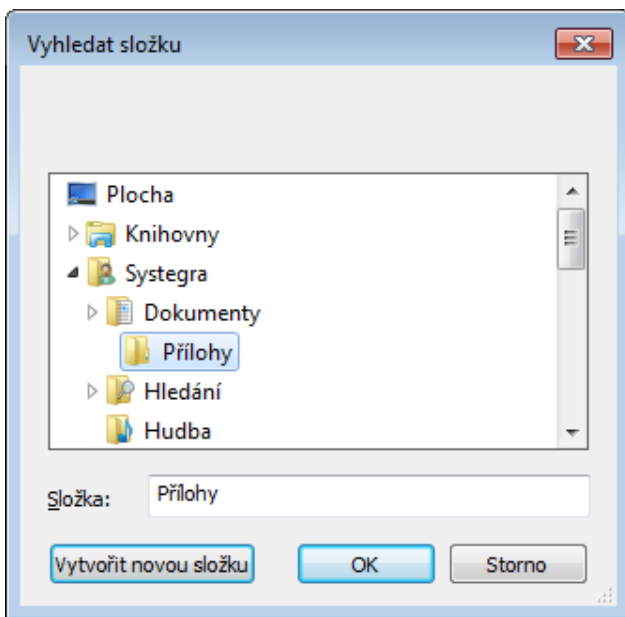 Vyhledat složku
Plocha
Knihovny
Systegra
Dokumenty
Přílohy
Hledání
Hudba
Složka: Přílohy
Vytvořit novou složku OK Storno